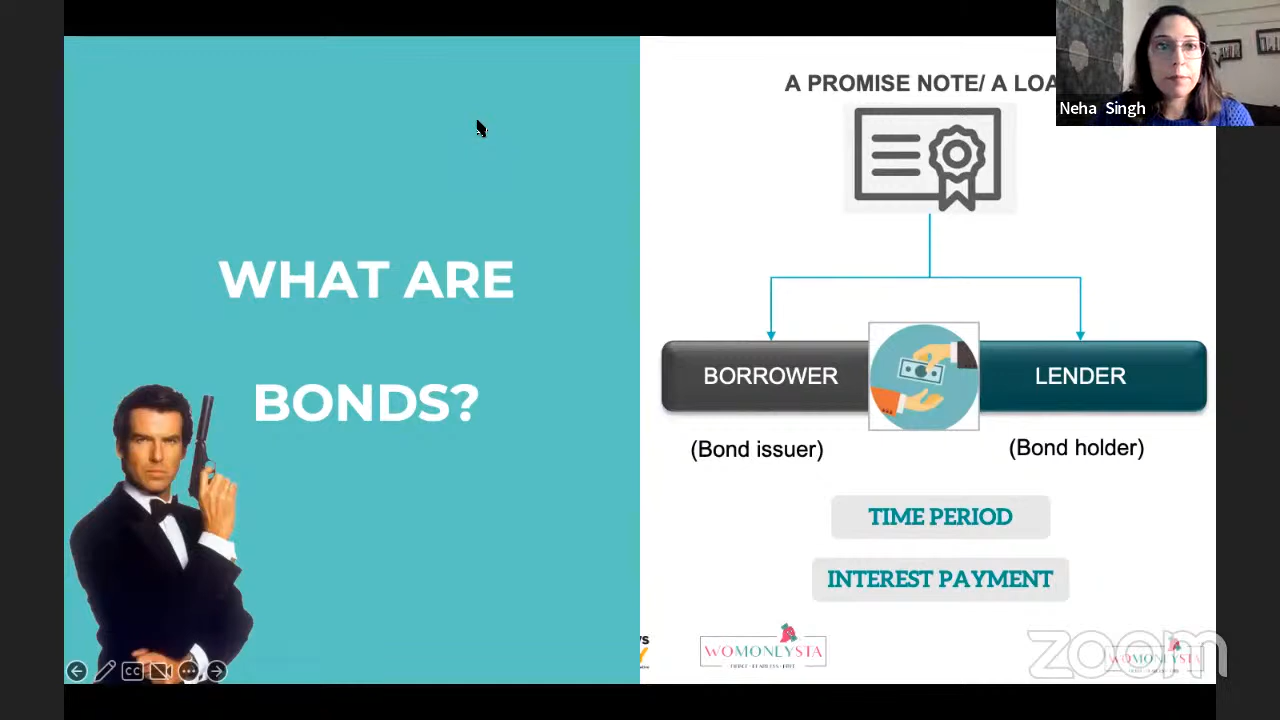 A PROMISE NOTE/ A LOA
Neha Singh
WHAT ARE
BONDS?
BORROWER
LENDER
(Bond issuer)
(Bond holder)
TIME PERIOD
INTEREST PAYMENT
WOMONEYSTA
zoom
CC